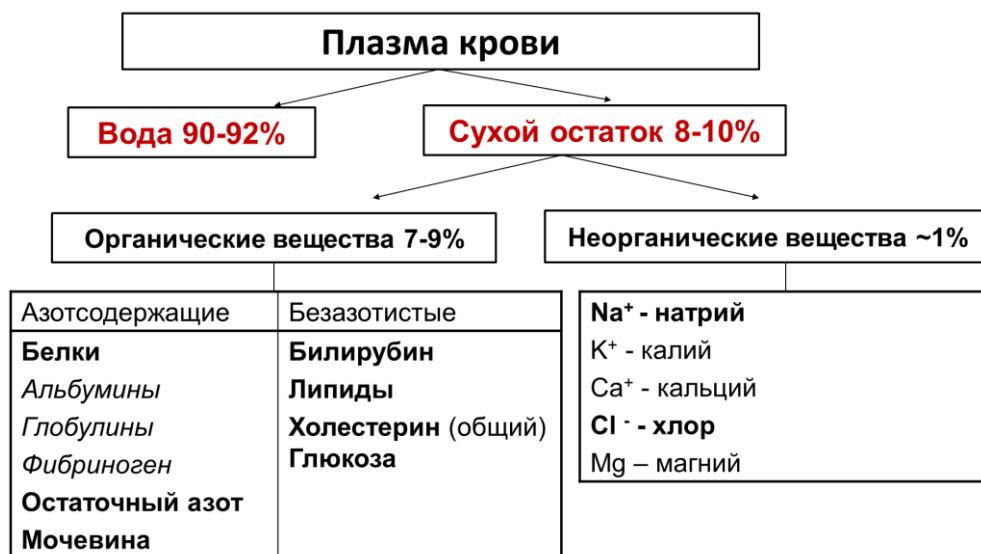 Плазма крови
Вода 90-92%
Сухой остаток 8-10%
Органические вещества 7-9%
Неорганические вещества ~1%
Азотсодержащие
Белки
Альбумины
Глобулины
Фибриноген
Остаточный азот
Мочевина
Безазотистые
Билирубин
Липиды
Холестерин (общий)
Глюкоза
Na⁺ - натрий
K⁺ - калий
Ca⁺ - кальций
Cl ⁻ - хлор
Mg – магний